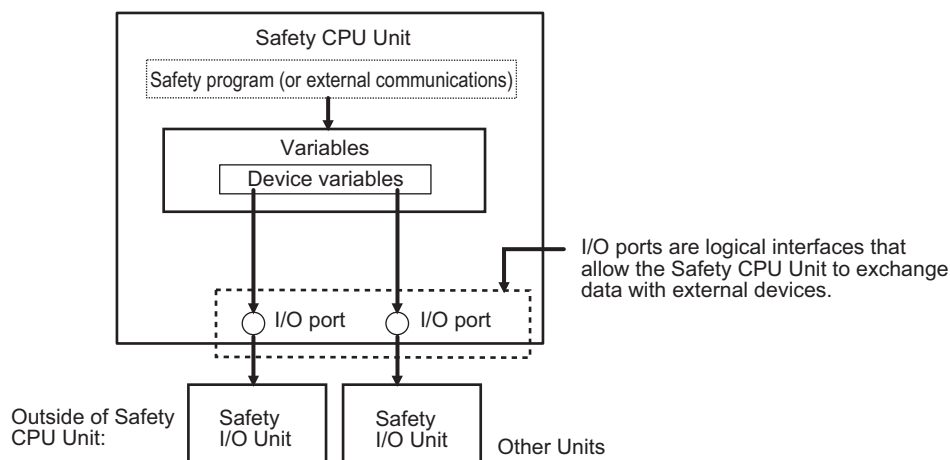 Safety CPU Unit
Safety program (or external communications)
Variables
Device variables
I/O ports are logical interfaces that
allow the Safety CPU Unit to exchange
data with external devices.
I/O port
I/O port
Outside of Safety
CPU Unit:
Safety
I/O Unit
Safety
I/O Unit
Other Units